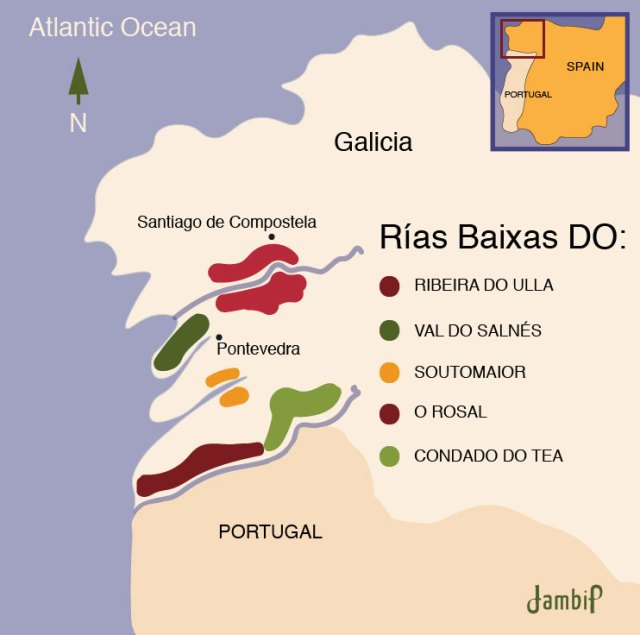 Atlantic Ocean
N
SPAIN
PORTUGAL
Galicia
Santiago de Compostela
Rías Baixas DO:
RIBEIRA DO ULLA
VAL DO SALNÉS
Pontevedra
SOUTOMAIOR
O ROSAL
CONDADO DO TEA
PORTUGAL